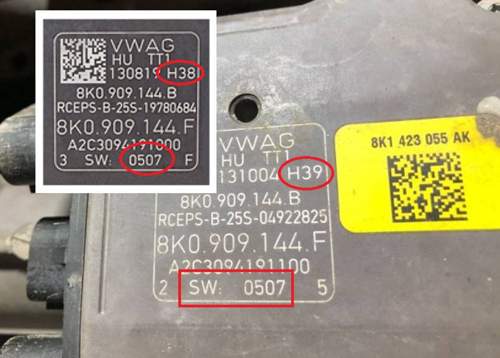 VWAG
HU TT1
130819 H38
8K0.909.144.B
RCEPS-B-25S-19780684
8K0.909.144.F
A2C3094191000
3 SW: 0507 F
VWAG
HU TT1
131004 H39
8K0.909.144.B
RCEPS-B-25S-04922825
8K0.909.144.F
A2C3094191100
2 SW: 0507 5
8K1 423 055 AK